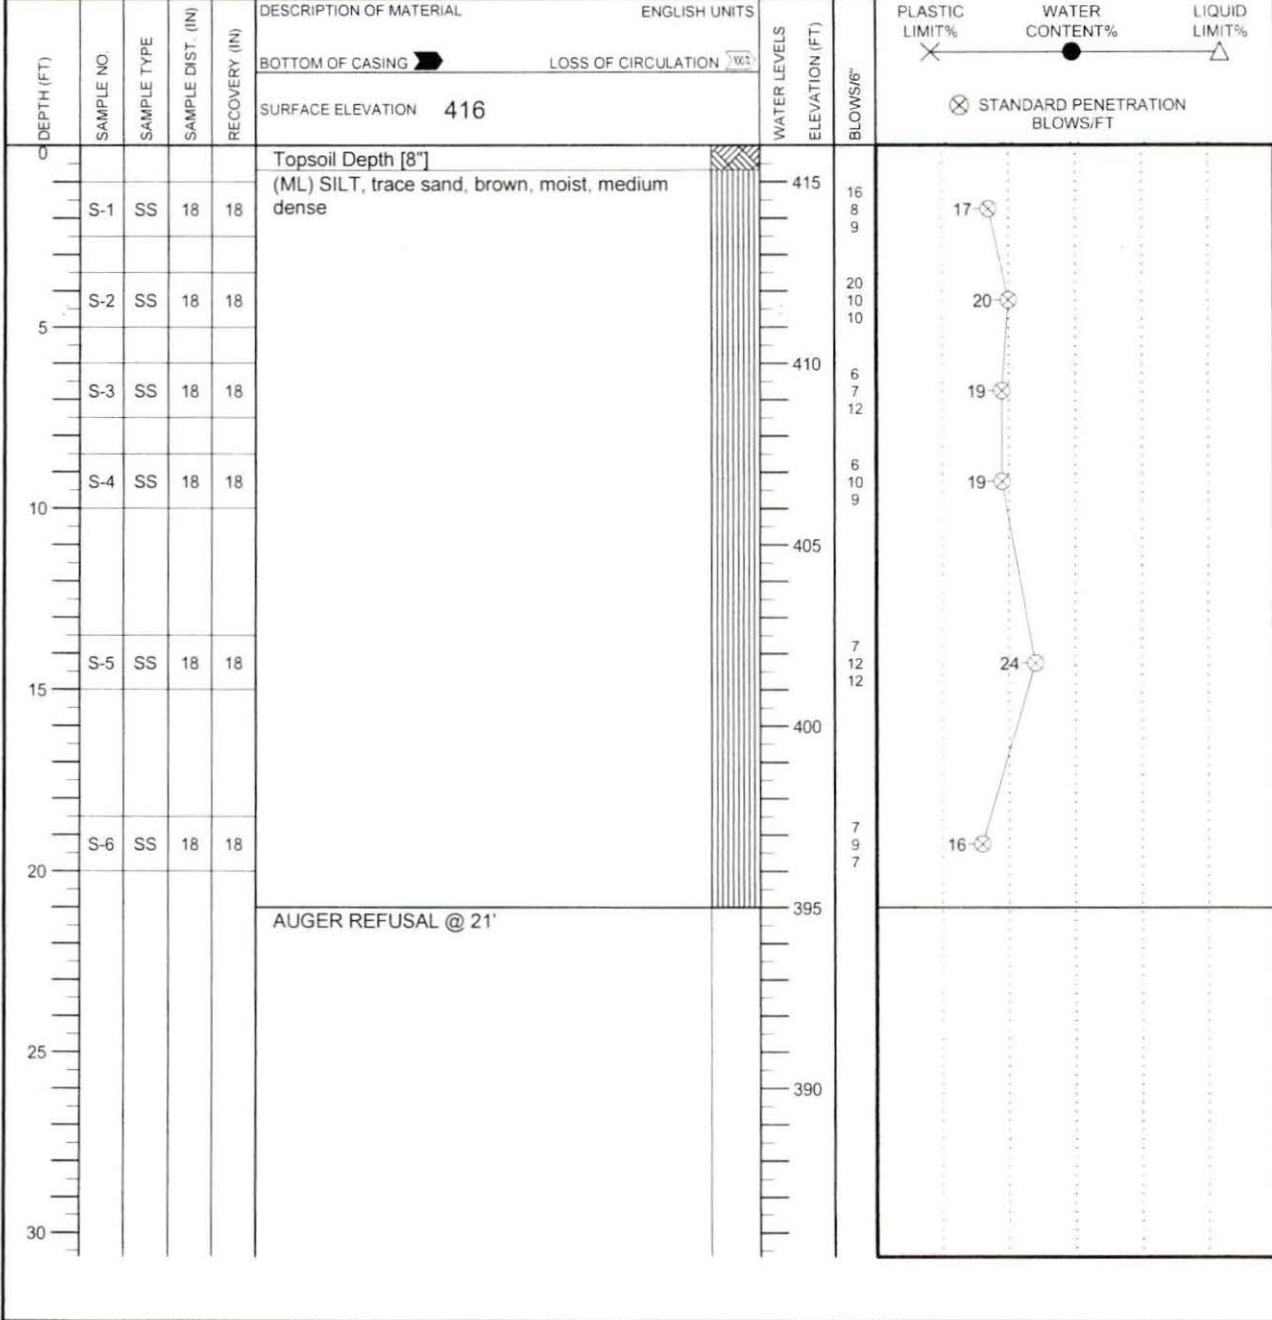 DEPTH (FT)
SAMPLE NO.
SAMPLE TYPE
SAMPLE DIST. (IN)
RECOVERY (IN)
DESCRIPTION OF MATERIAL ENGLISH UNITS
BOTTOM OF CASING LOSS OF CIRCULATION 100%
SURFACE ELEVATION 416
WATER LEVELS
ELEVATION (FT)
BLOWS/6"
PLASTIC LIMIT%
WATER CONTENT%
LIQUID LIMIT%
STANDARD PENETRATION
BLOWS/FT
0
Topsoil Depth [8"]
(ML) SILT, trace sand, brown, moist, medium
dense
415
S-1 SS 18 18
16
8
9
17
S-2 SS 18 18
20
10
10
20
5
410
S-3 SS 18 18
6
7
12
19
S-4 SS 18 18
6
10
9
19
10
405
S-5 SS 18 18
7
12
12
24
15
400
S-6 SS 18 18
7
9
7
16
20
395
AUGER REFUSAL @ 21'
25
390
30